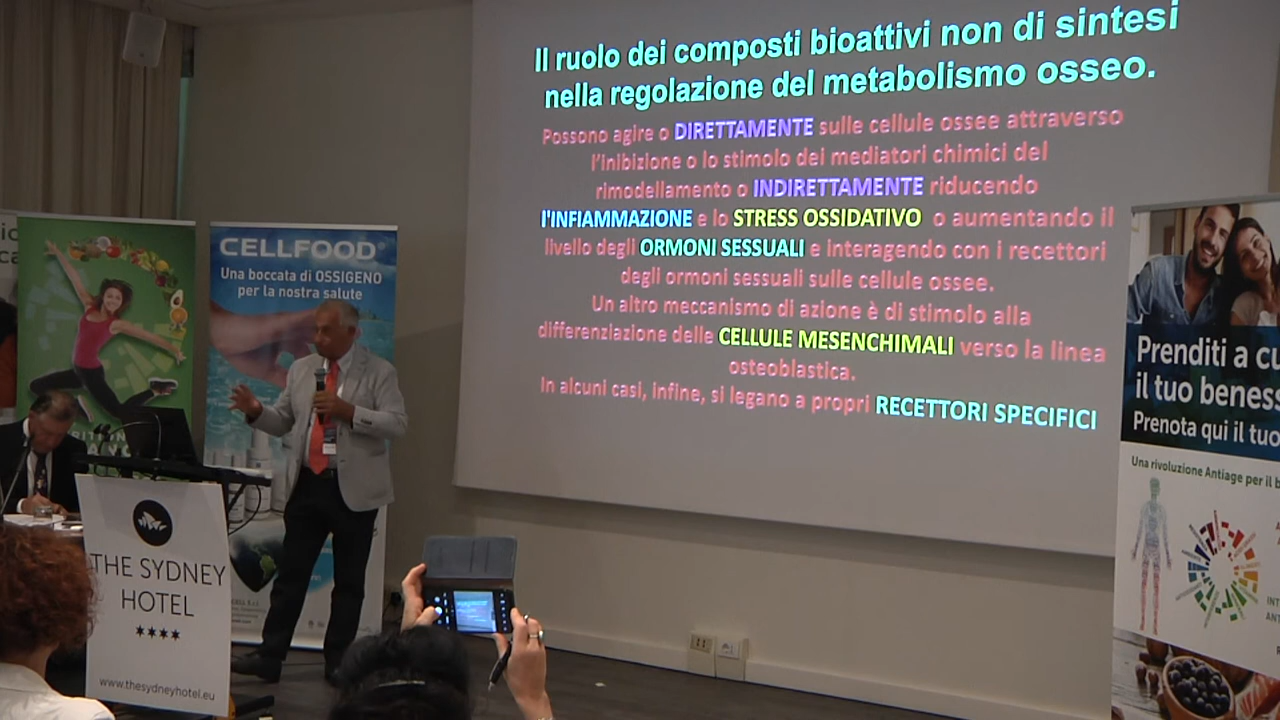 Il ruolo dei composti bioattivi non di sintesi
nella regolazione del metabolismo osseo.
Possono agire o DIRETTAMENTE sulle cellule ossee attraverso
l'inibizione o lo stimolo dei mediatori chimici del
rimodellamento o INDIRETTAMENTE riducendo
l'INFIAMMAZIONE e lo STRESS OSSIDATIVO o aumentando il
livello degli ORMONI SESSUALI e interagendo con i recettori
degli ormoni sessuali sulle cellule ossee.
Un altro meccanismo di azione è di stimolo alla
differenziazione delle CELLULE MESENCHIMALI verso la linea
osteoblastica.
In alcuni casi, infine, si legano a propri RECETTORI SPECIFICI
CELLFOOD®
Una boccata di OSSIGENO
per la nostra salute
THE SYDNEY
HOTEL
www.thesydneyhotel.eu
Prenditi a cu
il tuo beness
Prenota qui il tuo
Una rivoluzione Antiage per il b